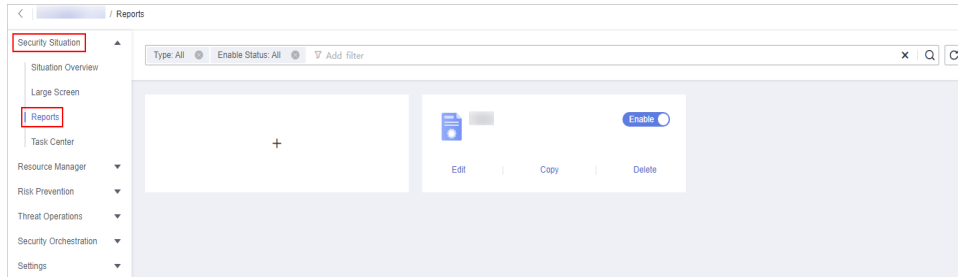 / Reports
Security Situation
Situation Overview
Large Screen
Reports
Task Center
Resource Manager
Risk Prevention
Threat Operations
Security Orchestration
Settings
Type: All Enable Status: All Add filter
Enable
Edit Copy Delete